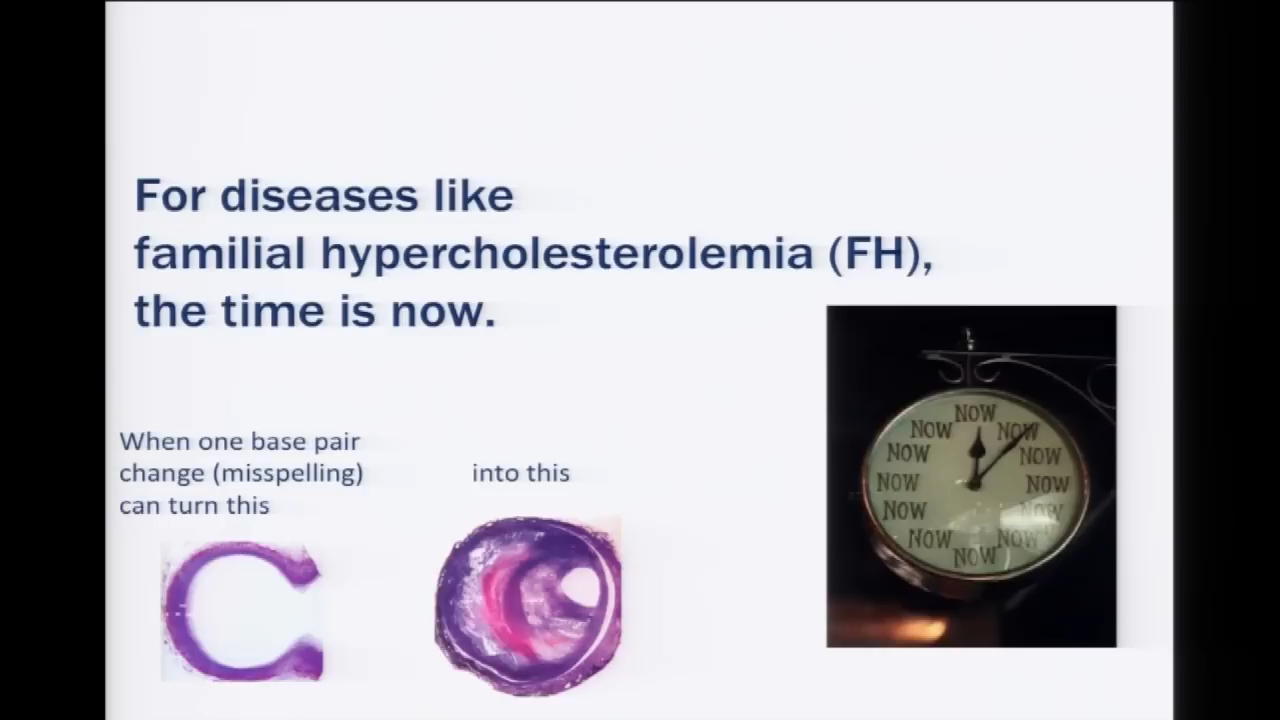 For diseases like
familial hypercholesterolemia (FH),
the time is now.
When one base pair
change (misspelling)
can turn this
into this
NOW
NOW
NOW
NOW
NOW
NOW
NOW
NOW
NOW
NOW
NOW
NOW